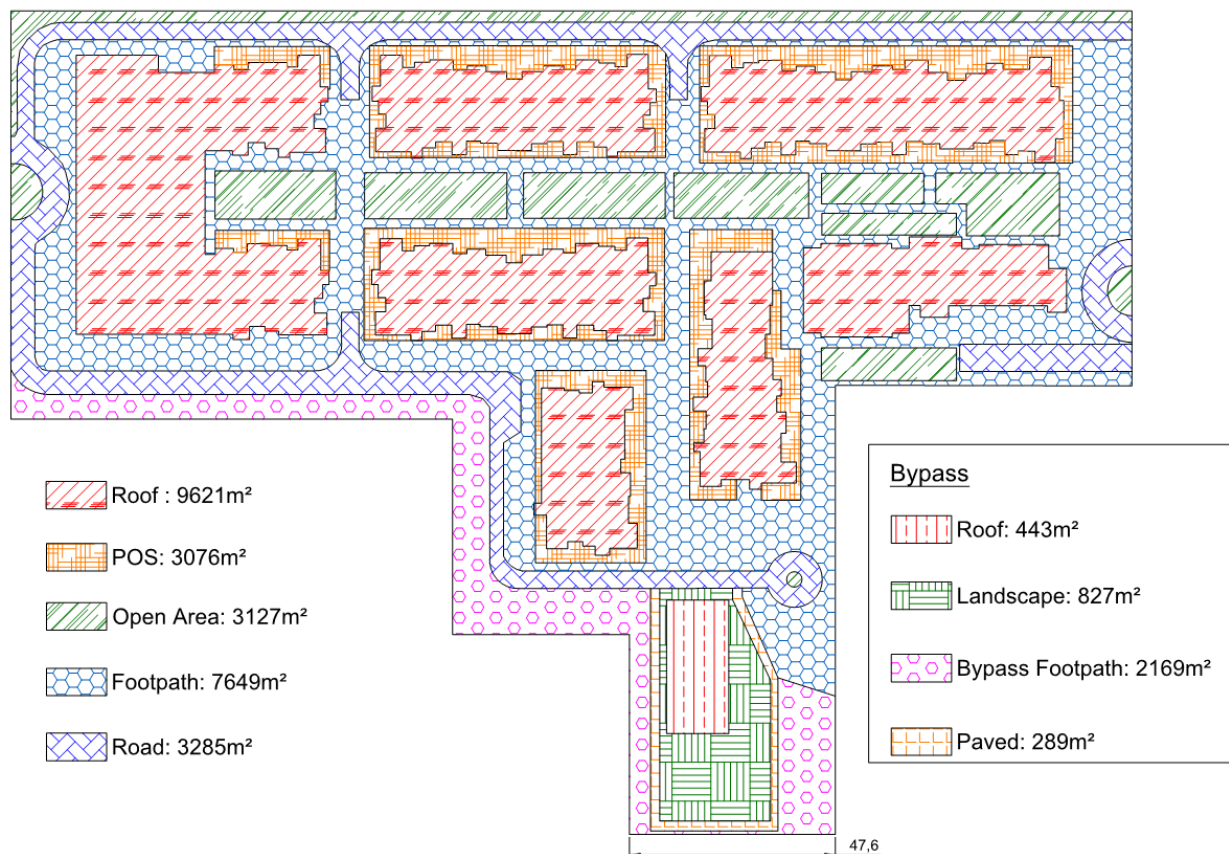 Roof : 9621m²
POS: 3076m²
Open Area: 3127m²
Footpath: 7649m²
Road: 3285m²
Bypass
Roof: 443m²
Landscape: 827m²
Bypass Footpath: 2169m²
Paved: 289m²
47,6